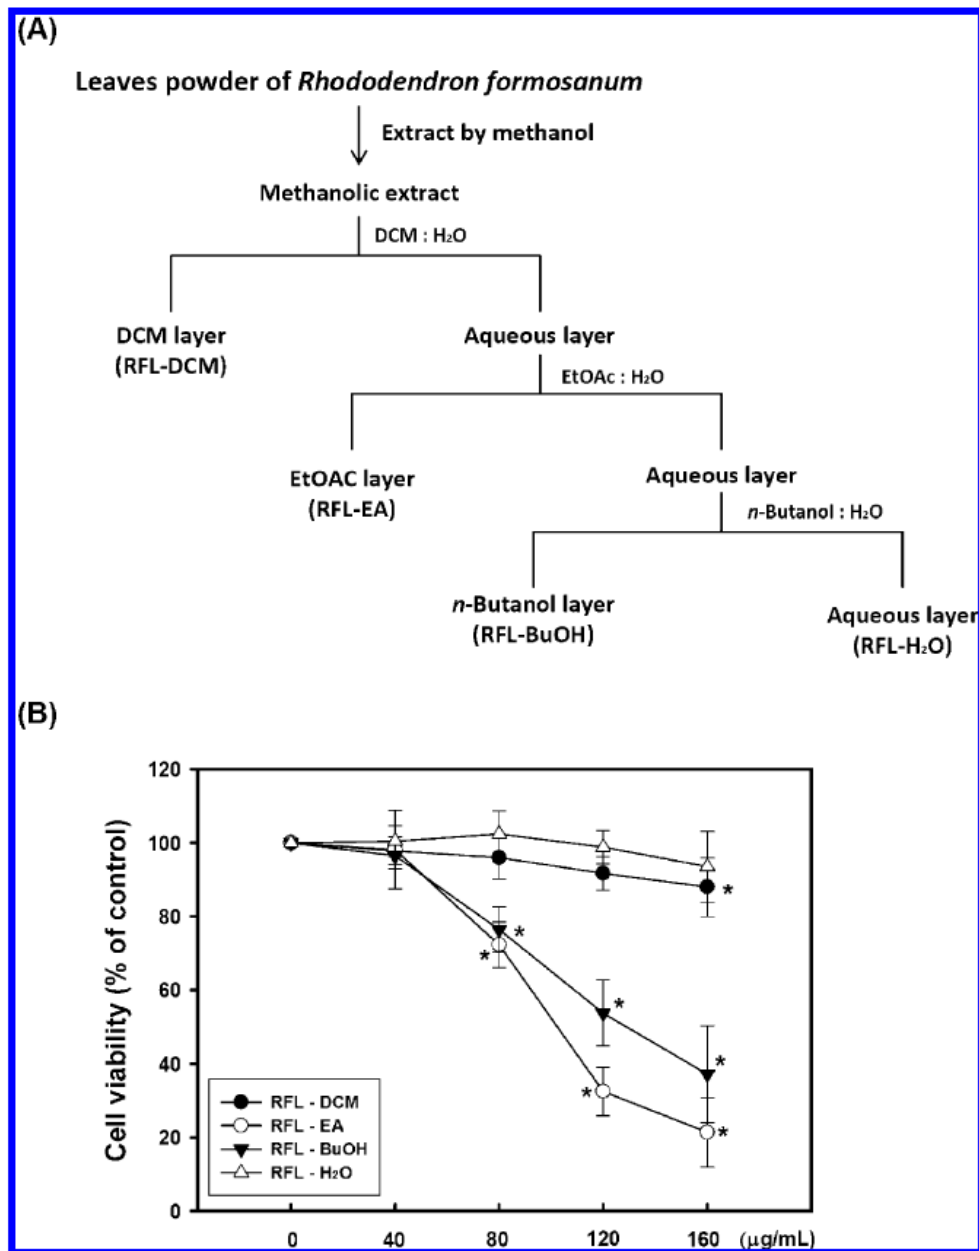 (A)
Leaves powder of Rhododendron formosanum
Extract by methanol
Methanolic extract
DCM : H₂O
DCM layer
(RFL-DCM)
Aqueous layer
EtOAc : H₂O
EtOAC layer
(RFL-EA)
Aqueous layer
n-Butanol : H₂O
n-Butanol layer
(RFL-BuOH)
Aqueous layer
(RFL-H₂O)
(B)
Cell viability (% of control)
120
100
80
60
40
20
0
*
*
*
*
*
*
*
RFL - DCM
RFL - EA
RFL - BuOH
RFL - H₂O
0 40 80 120 160 (μg/mL)